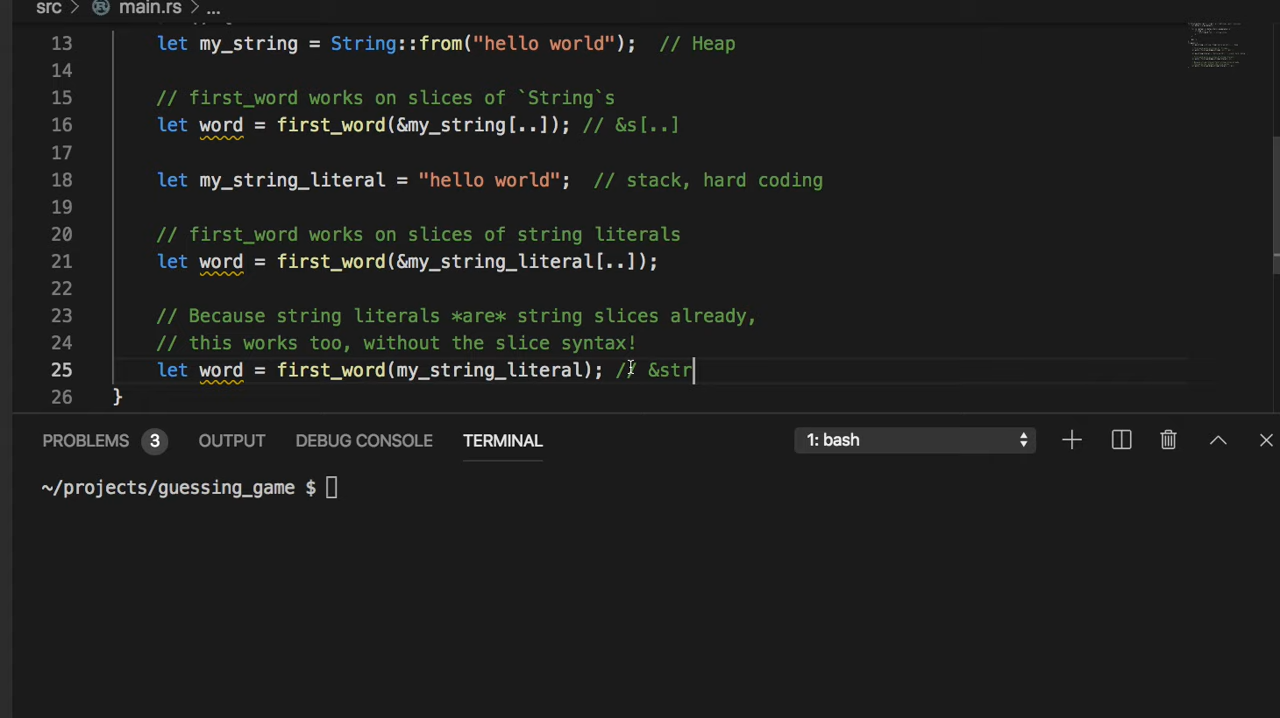 src > main.rs > ...
13 let my_string = String::from("hello world");  // Heap
14
15 // first_word works on slices of `String`s
16 let word = first_word(&my_string[..]); // &s[..]
17
18 let my_string_literal = "hello world";  // stack, hard coding
19
20 // first_word works on slices of string literals
21 let word = first_word(&my_string_literal[..]);
22
23 // Because string literals *are* string slices already,
24 // this works too, without the slice syntax!
25 let word = first_word(my_string_literal); // &str
26 }
PROBLEMS 3 OUTPUT DEBUG CONSOLE TERMINAL 1: bash
~/projects/guessing_game $